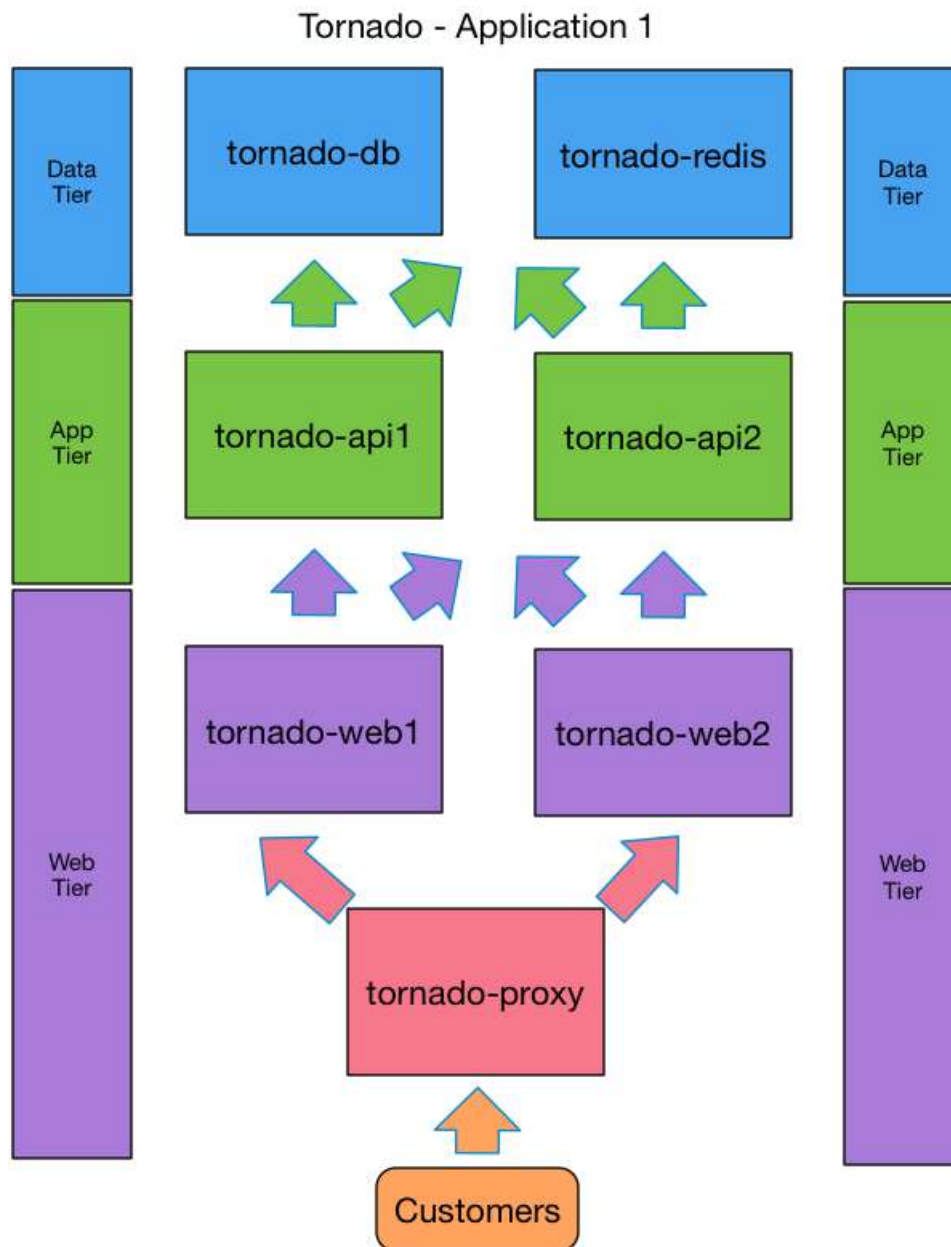 Tornado - Application 1
Data
Tier
tornado-db
tornado-redis
Data
Tier
App
Tier
tornado-api1
tornado-api2
App
Tier
tornado-web1
tornado-web2
Web
Tier
Web
Tier
tornado-proxy
Customers